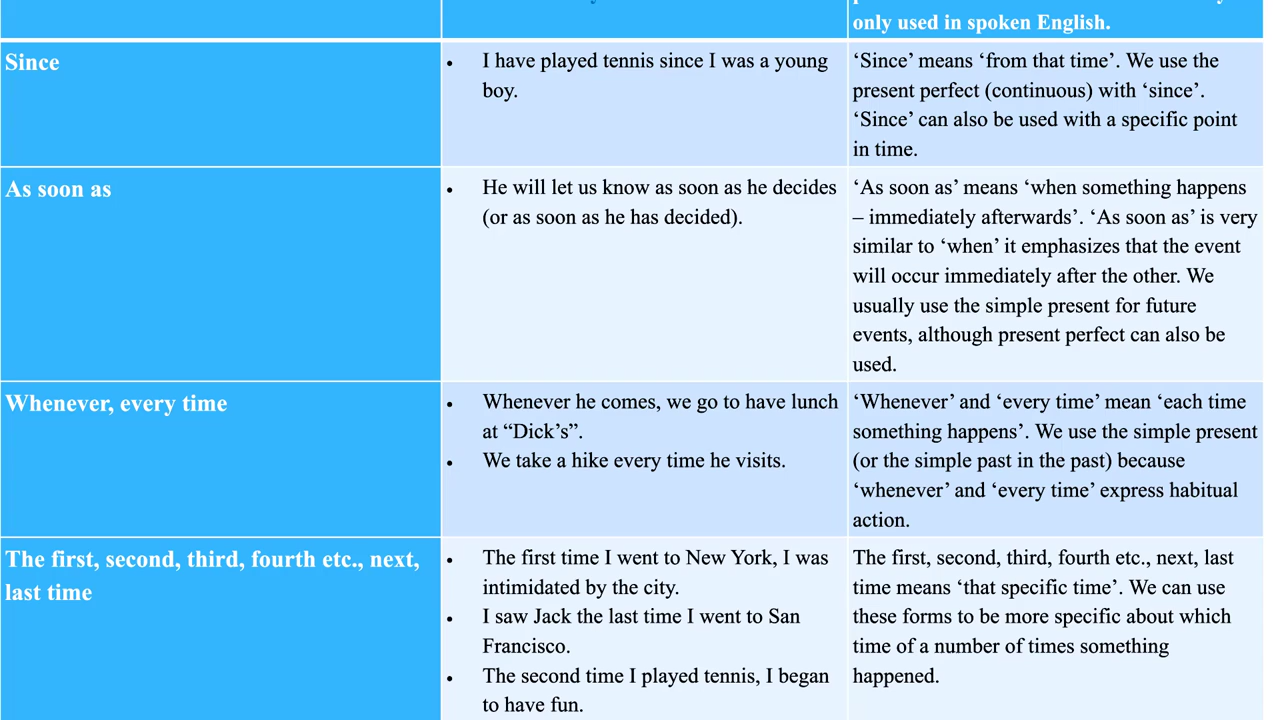 only used in spoken English.
Since
• I have played tennis since I was a young
boy.
‘Since’ means ‘from that time’. We use the
present perfect (continuous) with ‘since’.
‘Since’ can also be used with a specific point
in time.
As soon as
• He will let us know as soon as he decides
(or as soon as he has decided).
‘As soon as’ means ‘when something happens
– immediately afterwards’. ‘As soon as’ is very
similar to ‘when’ it emphasizes that the event
will occur immediately after the other. We
usually use the simple present for future
events, although present perfect can also be
used.
Whenever, every time
• Whenever he comes, we go to have lunch
at “Dick’s”.
• We take a hike every time he visits.
‘Whenever’ and ‘every time’ mean ‘each time
something happens’. We use the simple present
(or the simple past in the past) because
‘whenever’ and ‘every time’ express habitual
action.
The first, second, third, fourth etc., next,
last time
• The first time I went to New York, I was
intimidated by the city.
• I saw Jack the last time I went to San
Francisco.
• The second time I played tennis, I began
to have fun.
The first, second, third, fourth etc., next, last
time means ‘that specific time’. We can use
these forms to be more specific about which
time of a number of times something
happened.